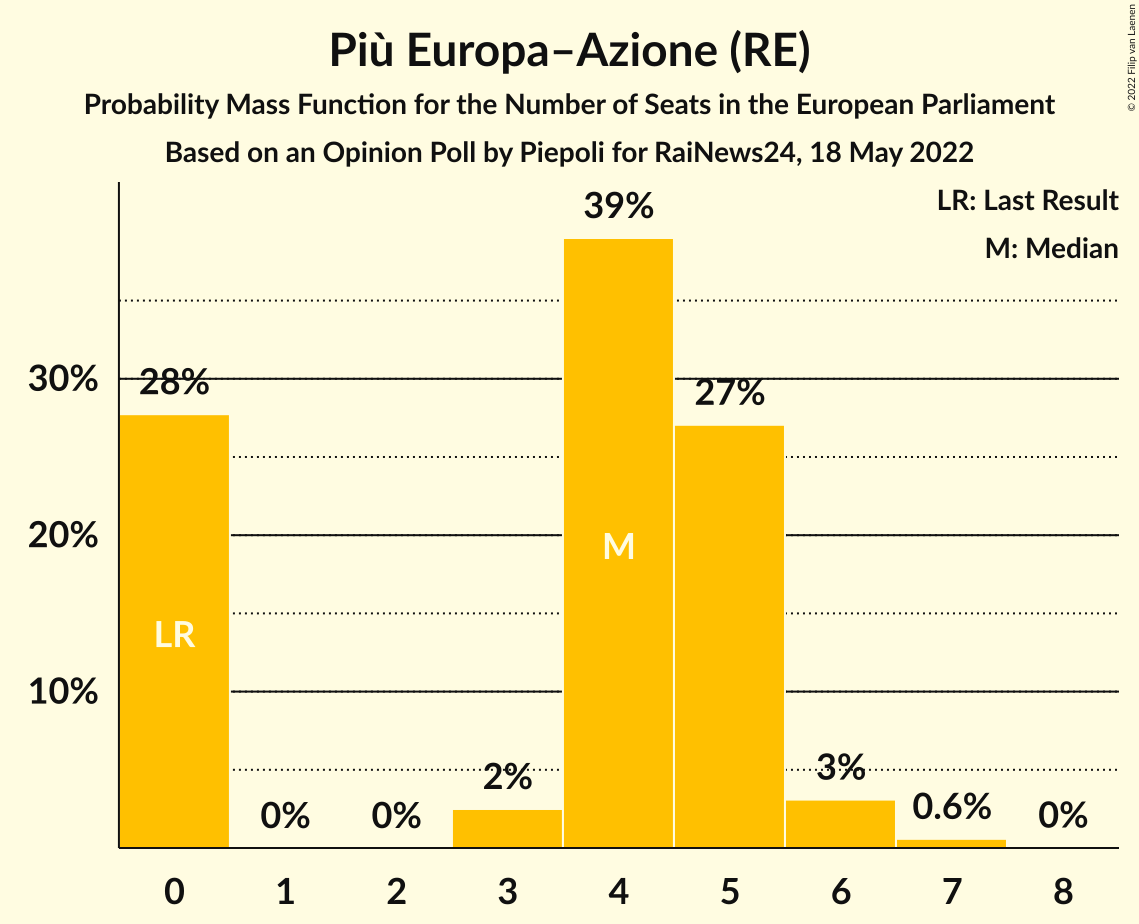 Più Europa–Azione (RE)
Probability Mass Function for the Number of Seats in the European Parliament
Based on an Opinion Poll by Piepoli for RaiNews24, 18 May 2022
© 2022 Filip van Laenen
LR: Last Result
M: Median
39%
30%
28%
27%
20%
M
LR
10%
2%
3%
0.6%
0%
0%
0%
0 1 2 3 4 5 6 7 8